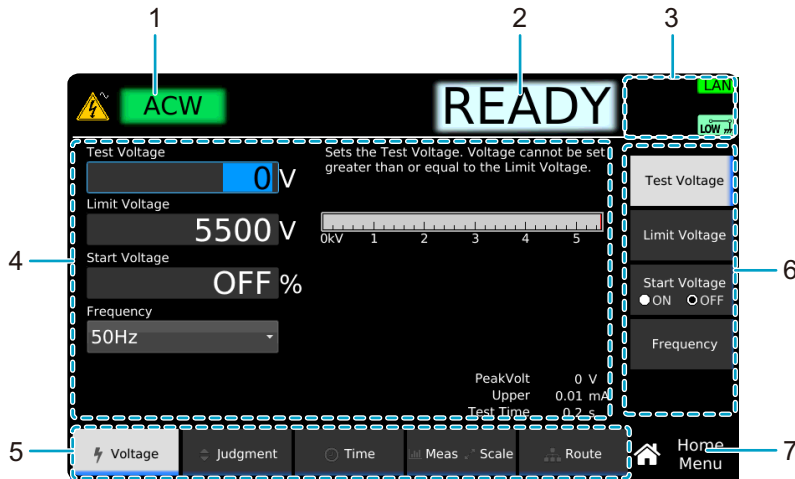 1
2
3
LAN
ACW
READY
LOW
Test Voltage
Sets the Test Voltage. Voltage cannot be set
greater than or equal to the Limit Voltage.
0 V
Test Voltage
Limit Voltage
5500 V
0kV 1 2 3 4 5
Limit Voltage
4
Start Voltage
OFF %
Start Voltage
ON OFF
6
Frequency
50Hz
Frequency
PeakVolt 0 V
Upper 0.01 mA
Test Time 0.2 s
5
Voltage
Judgment
Time
Meas Scale
Route
Home
Menu
7